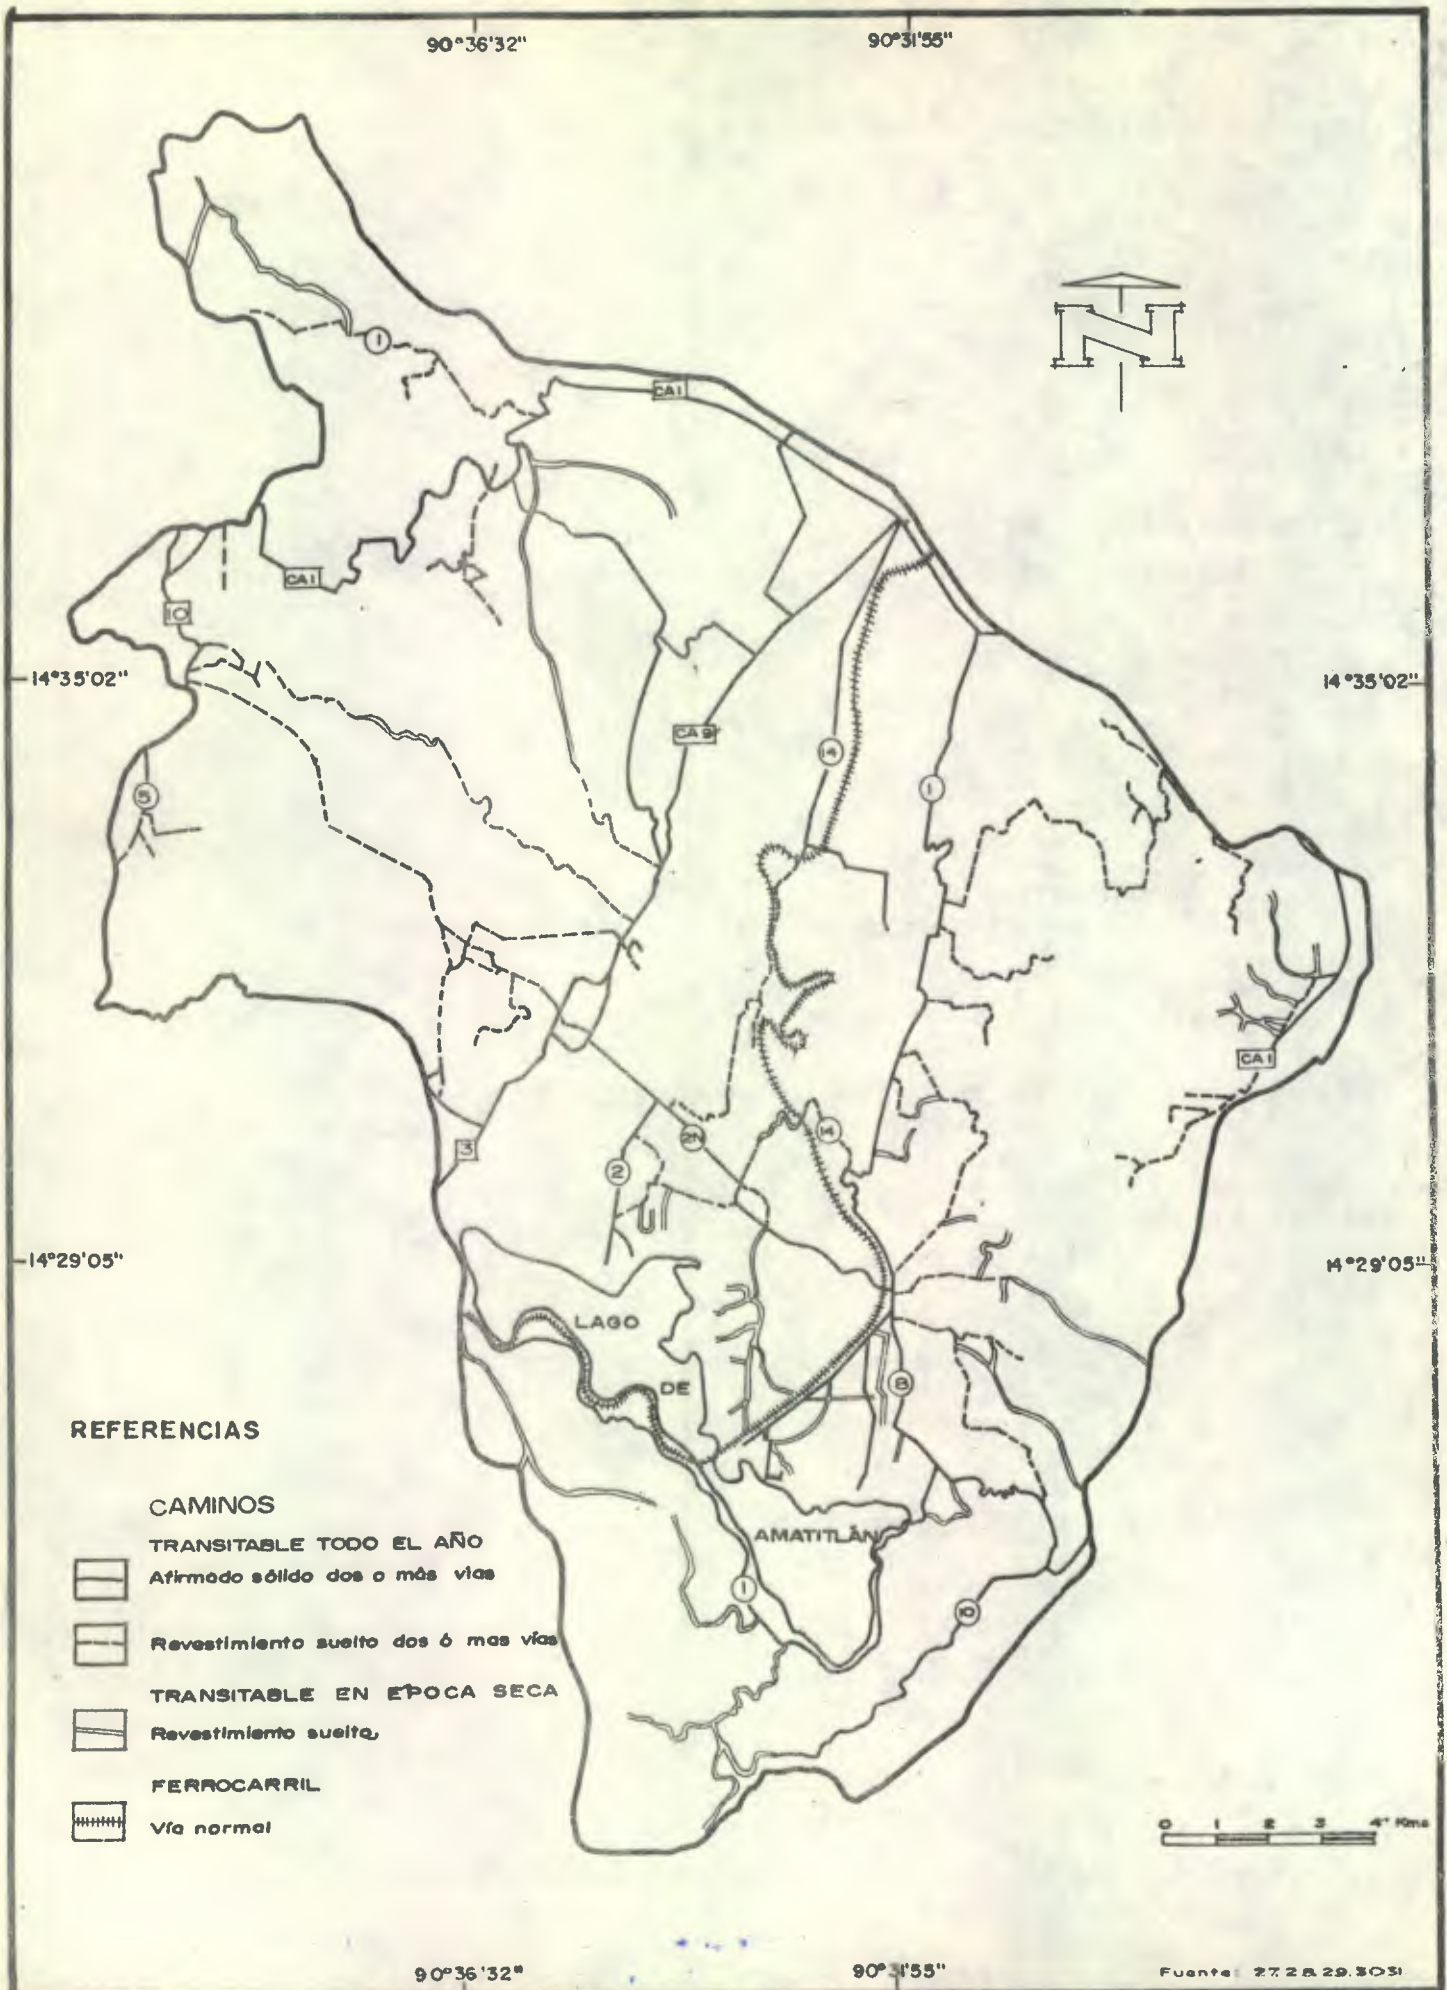 90°36'32"
90°31'55"
1
CA1
CA1
10
14°35'02"
14°35'02"
CA9
14
5
1
CA1
14
2N
3
2
14°29'05"
14°29'05"
LAGO
DE
8
REFERENCIAS
CAMINOS
TRANSITABLE TODO EL AÑO
AMATITLÁN
Afirmado sólido dos o más vias
1
10
Revestimiento suelto dos ó mas vías
TRANSITABLE EN EPOCA SECA
Revestimiento suelto
FERROCARRIL
Vía normal
0 1 2 3 4 Kms
90°36'32"
90°31'55"
Fuente: 27.28.29.30.31